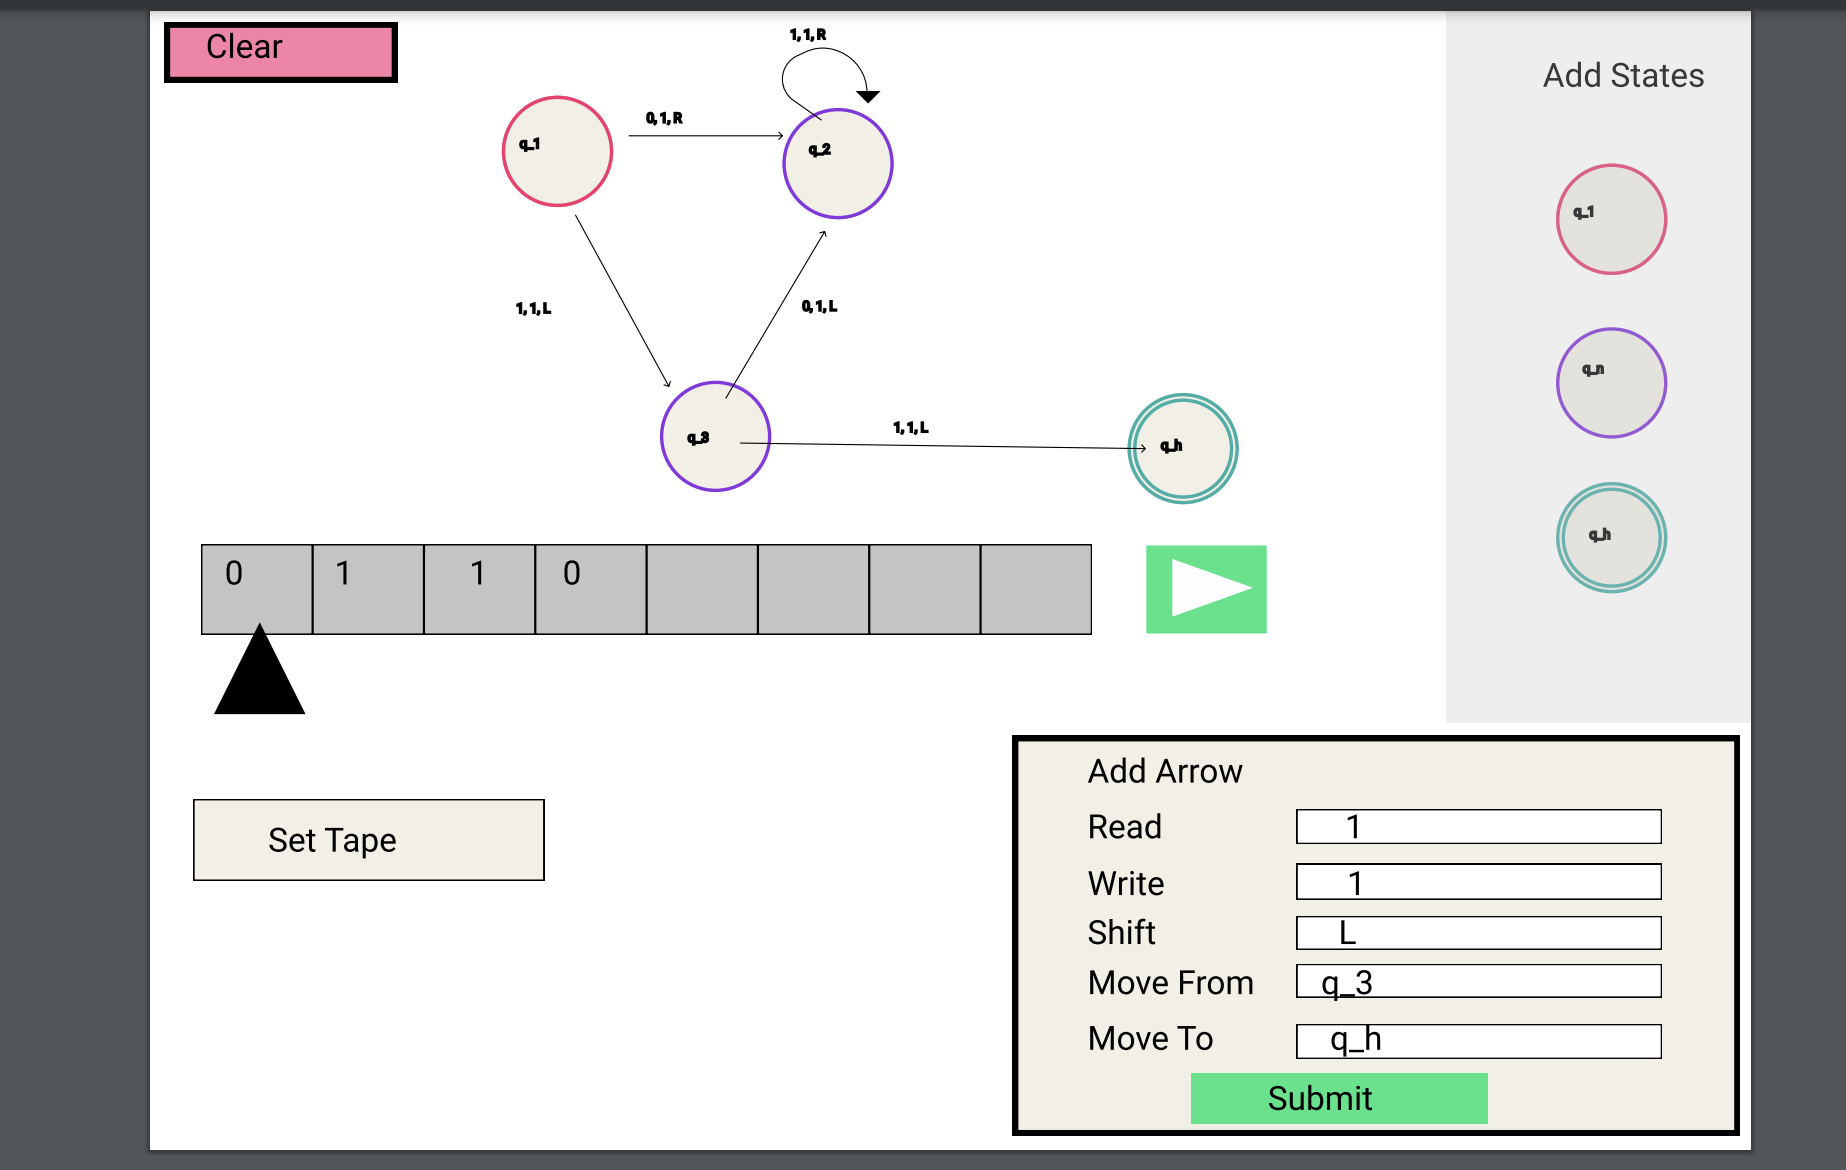 Clear
1, 1, R
Add States
0, 1, R
q_1
q_2
q_1
1, 1, L
0, 1, L
q_n
q_3
1, 1, L
q_h
q_h
0 1 1 0
Add Arrow
Read 1
Set Tape
Write 1
Shift L
Move From q_3
Move To q_h
Submit